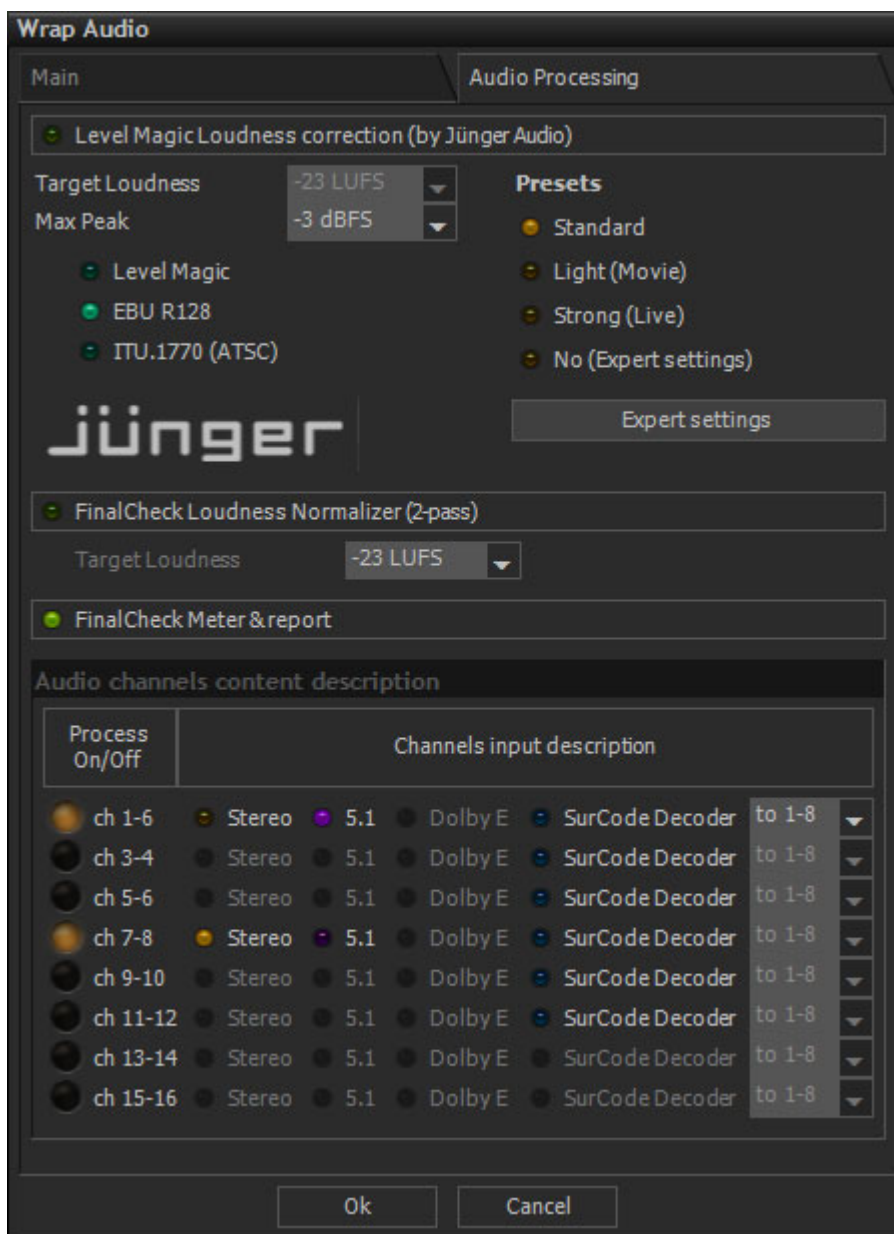 Wrap Audio
Main
Audio Processing
Level Magic Loudness correction (by Jünger Audio)
Target Loudness -23 LUFS
Max Peak -3 dBFS
Level Magic
EBU R128
ITU.1770 (ATSC)
Presets
Standard
Light (Movie)
Strong (Live)
No (Expert settings)
jünger
Expert settings
FinalCheck Loudness Normalizer (2-pass)
Target Loudness -23 LUFS
FinalCheck Meter & report
Audio channels content description
Process On/Off
Channels input description
ch 1-6 Stereo 5.1 Dolby E SurCode Decoder to 1-8
ch 3-4 Stereo 5.1 Dolby E SurCode Decoder to 1-8
ch 5-6 Stereo 5.1 Dolby E SurCode Decoder to 1-8
ch 7-8 Stereo 5.1 Dolby E SurCode Decoder to 1-8
ch 9-10 Stereo 5.1 Dolby E SurCode Decoder to 1-8
ch 11-12 Stereo 5.1 Dolby E SurCode Decoder to 1-8
ch 13-14 Stereo 5.1 Dolby E SurCode Decoder to 1-8
ch 15-16 Stereo 5.1 Dolby E SurCode Decoder to 1-8
Ok
Cancel